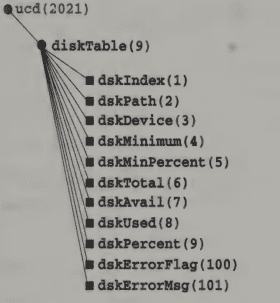 ucd(2021)
diskTable(9)
dskIndex(1)
dskPath(2)
dskDevice(3)
dskMinimum(4)
dskMinPercent(5)
dskTotal(6)
dskAvail(7)
dskUsed(8)
dskPercent(9)
dskErrorFlag(100)
dskErrorMsg(101)